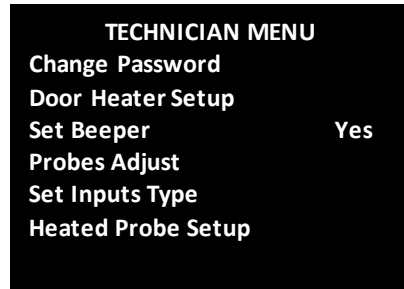 TECHNICIAN MENU
Change Password
Door Heater Setup
Set Beeper Yes
Probes Adjust
Set Inputs Type
Heated Probe Setup